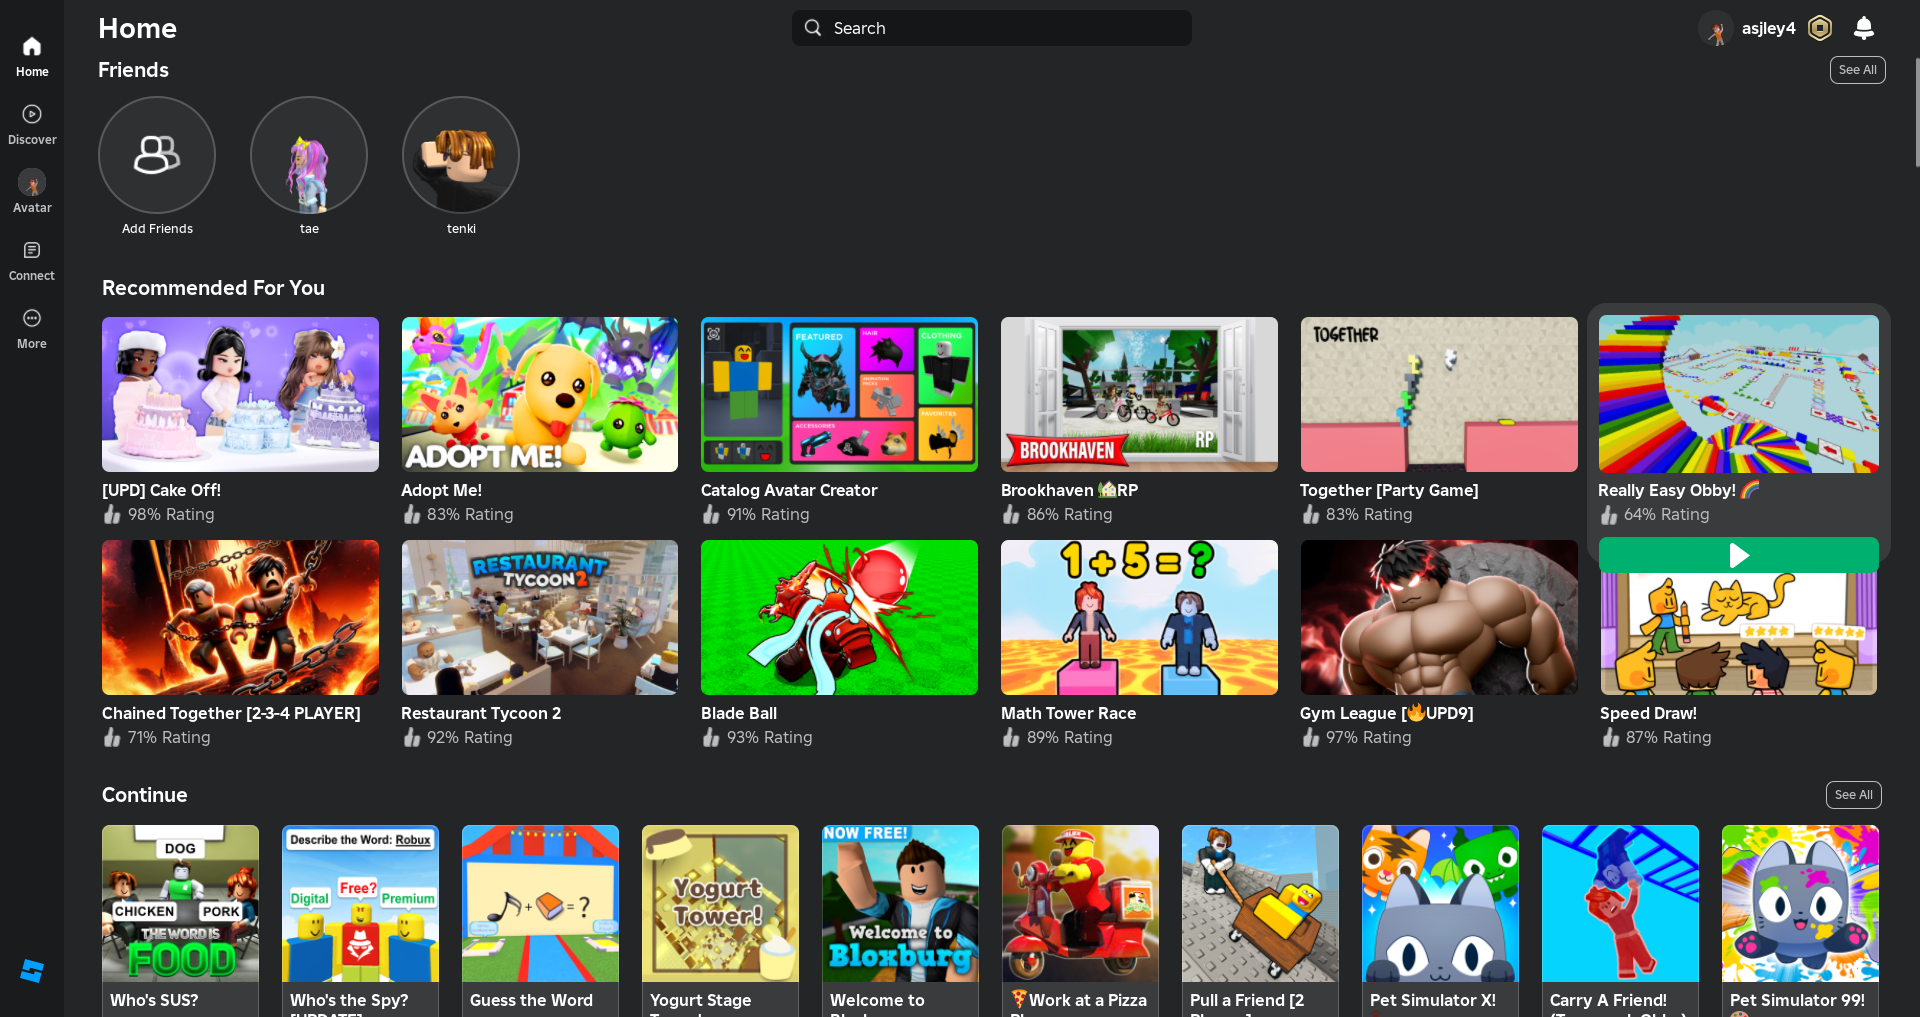 Home
Search
asjley4
Home
Discover
Avatar
Connect
More
Friends
See All
Add Friends
tae
tenki
Recommended For You
FEATURED
HAIR
CLOTHING
ANIMATION PACKS
ACCESSORIES
FAVORITES
ADOPT ME!
BROOKHAVEN
RP
TOGETHER
[UPD] Cake Off!
98% Rating
Adopt Me!
83% Rating
Catalog Avatar Creator
91% Rating
Brookhaven 🏡RP
86% Rating
Together [Party Game]
83% Rating
Really Easy Obby! 🌈
64% Rating
RESTAURANT
TYCOON 2
1+5=?
Chained Together [2-3-4 PLAYER]
71% Rating
Restaurant Tycoon 2
92% Rating
Blade Ball
93% Rating
Math Tower Race
89% Rating
Gym League [🔥UPD9]
97% Rating
Speed Draw!
87% Rating
Continue
See All
DOG
CHICKEN
PORK
THE WORD IS
FOOD
Describe the Word: Robux
Digital
Free?
Premium
+ = ?
Yogurt
Tower!
NOW FREE!
Welcome to
Bloxburg
Who's SUS?
Who's the Spy?
[UPDATE]
Guess the Word
Yogurt Stage
Welcome to
🍕Work at a Pizza
Pull a Friend [2
Pet Simulator X!
Carry A Friend!
Pet Simulator 99!